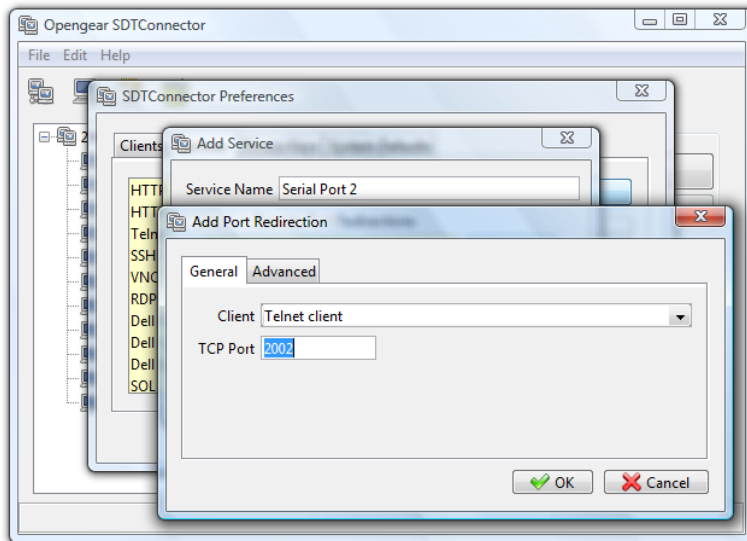 Opengear SDTConnector
File Edit Help
SDTConnector Preferences
2
Clients
Add Service
HTTP
HTT
Teln
SSH
VNC
RDP
Dell
Dell
Dell
SOL
Service Name Serial Port 2
Add Port Redirection
General Advanced
Client Telnet client
TCP Port 2002
OK Cancel